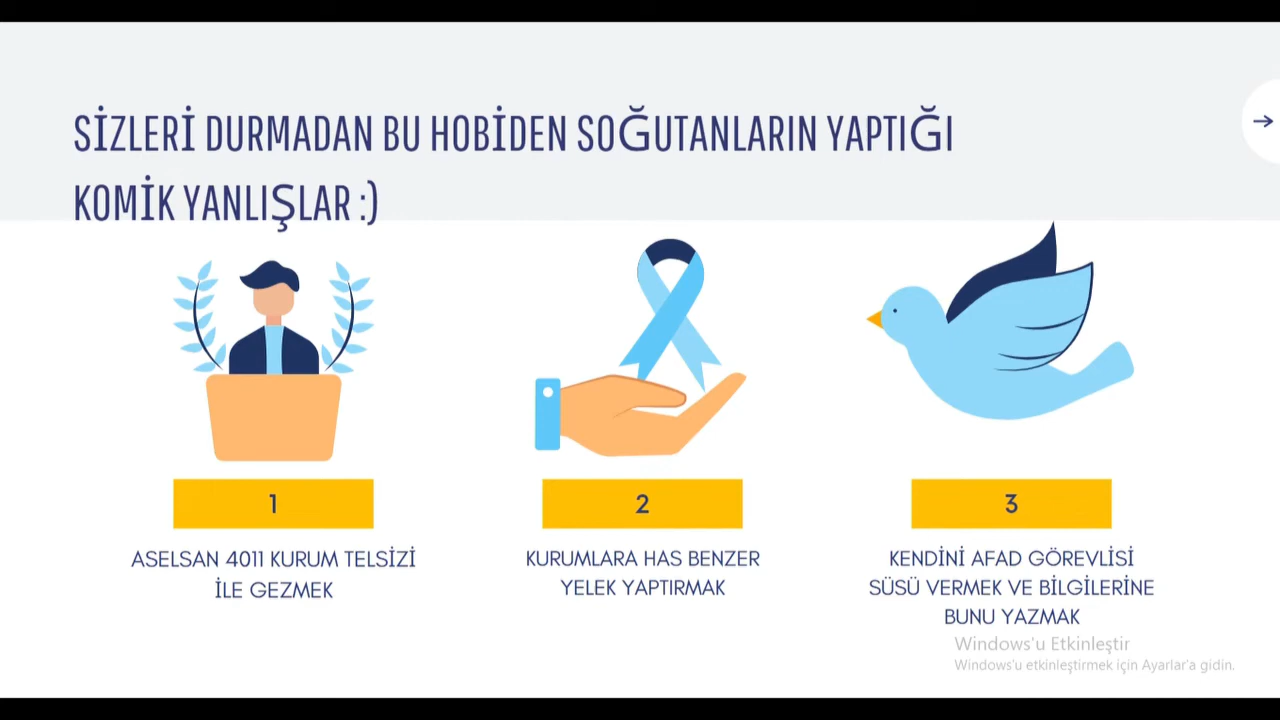 SİZLERİ DURMADAN BU HOBİDEN SOĞUTANLARIN YAPTIĞI
KOMİK YANLIŞLAR :)
1
ASELSAN 4011 KURUM TELSİZİ
İLE GEZMEK
2
KURUMLARA HAS BENZER
YELEK YAPTIRMAK
3
KENDİNİ AFAD GÖREVLİSİ
SÜSÜ VERMEK VE BİLGİLERİNE
BUNU YAZMAK
Windows'u Etkinleştir
Windows'u etkinleştirmek için Ayarlar'a gidin.